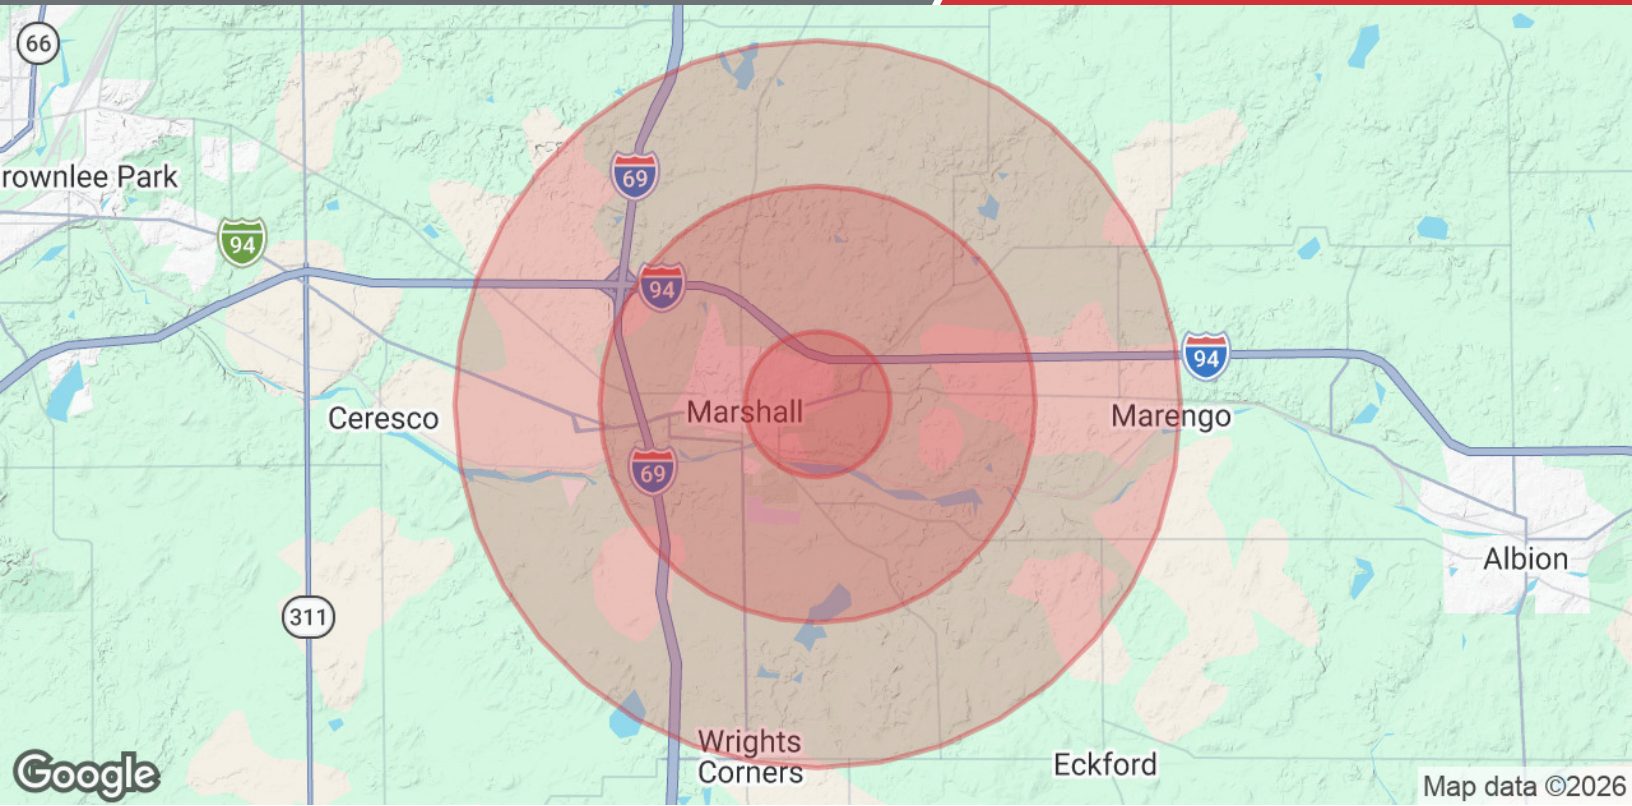 66
69
rownlee Park
94
94
94
Marshall
Ceresco
Marengo
69
Albion
311
Wrights
Corners
Eckford
Google
Map data ©2026